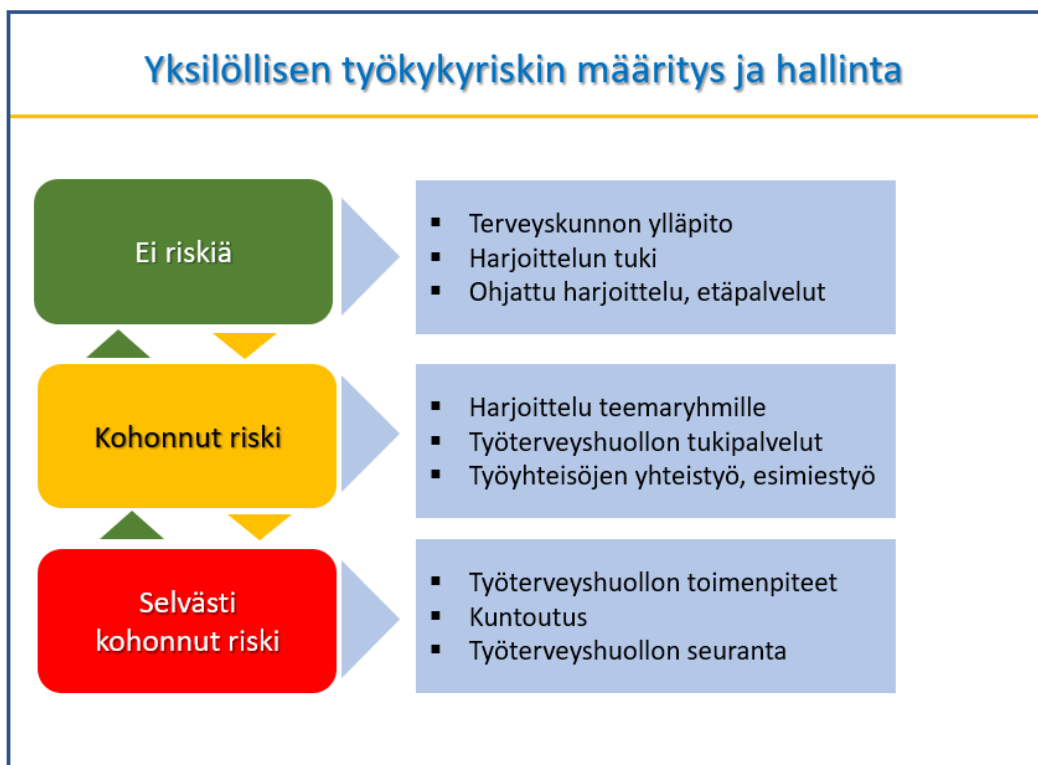 Yksilöllisen työkykyriskin määritys ja hallinta
Ei riskiä
▪ Terveyskunnon ylläpito
▪ Harjoittelun tuki
▪ Ohjattu harjoittelu, etäpalvelut
Kohonnut riski
▪ Harjoittelu teemaryhmille
▪ Työterveyshuollon tukipalvelut
▪ Työyhteisöjen yhteistyö, esimiestyö
Selvästi
kohonnut riski
▪ Työterveyshuollon toimenpiteet
▪ Kuntoutus
▪ Työterveyshuollon seuranta